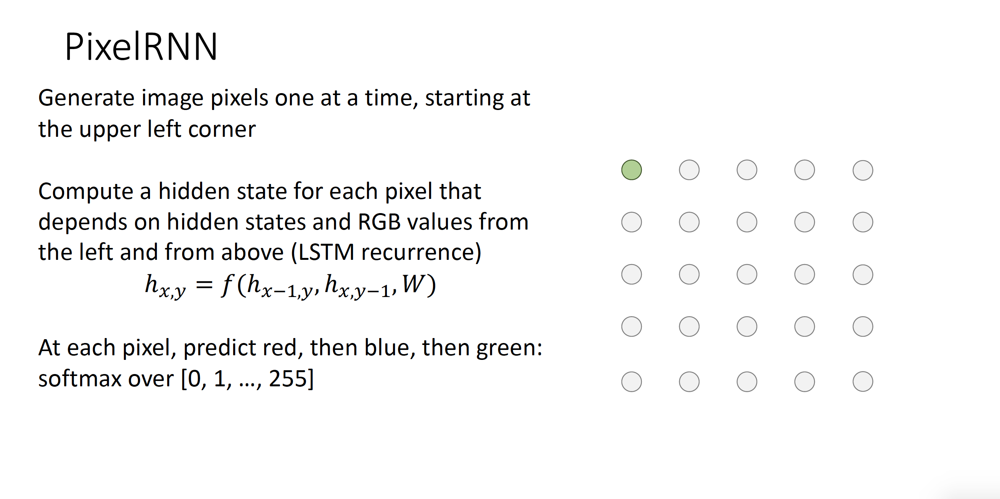 PixelRNN
Generate image pixels one at a time, starting at
the upper left corner
Compute a hidden state for each pixel that
depends on hidden states and RGB values from
the left and from above (LSTM recurrence)
h_{x,y} = f(h_{x−1,y}, h_{x,y−1}, W)
At each pixel, predict red, then blue, then green:
softmax over [0, 1, …, 255]